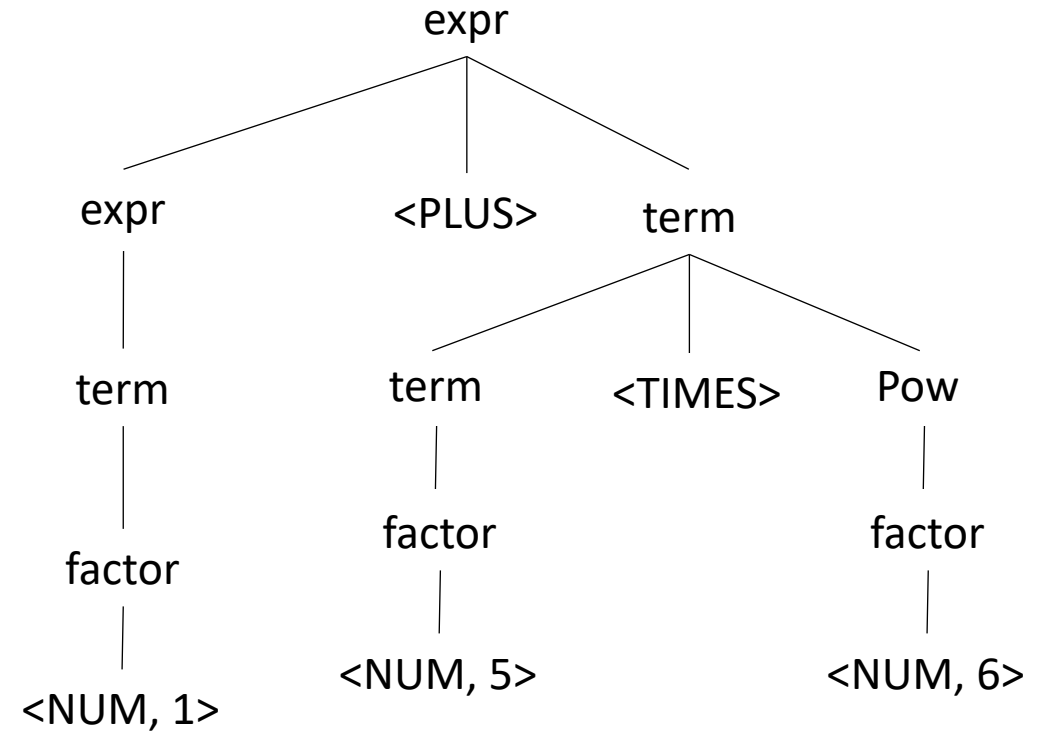 expr
expr <PLUS> term
term term <TIMES> Pow
factor factor factor
<NUM, 1> <NUM, 5> <NUM, 6>